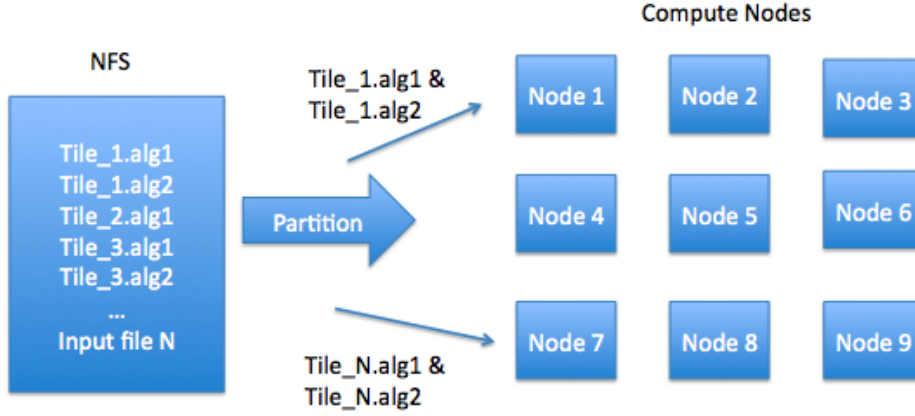 Compute Nodes
NFS
Tile_1.alg1
Tile_1.alg2
Tile_2.alg1
Tile_3.alg1
Tile_3.alg2
...
Input file N
Partition
Tile_1.alg1 &
Tile_1.alg2
Tile_N.alg1 &
Tile_N.alg2
Node 1
Node 2
Node 3
Node 4
Node 5
Node 6
Node 7
Node 8
Node 9